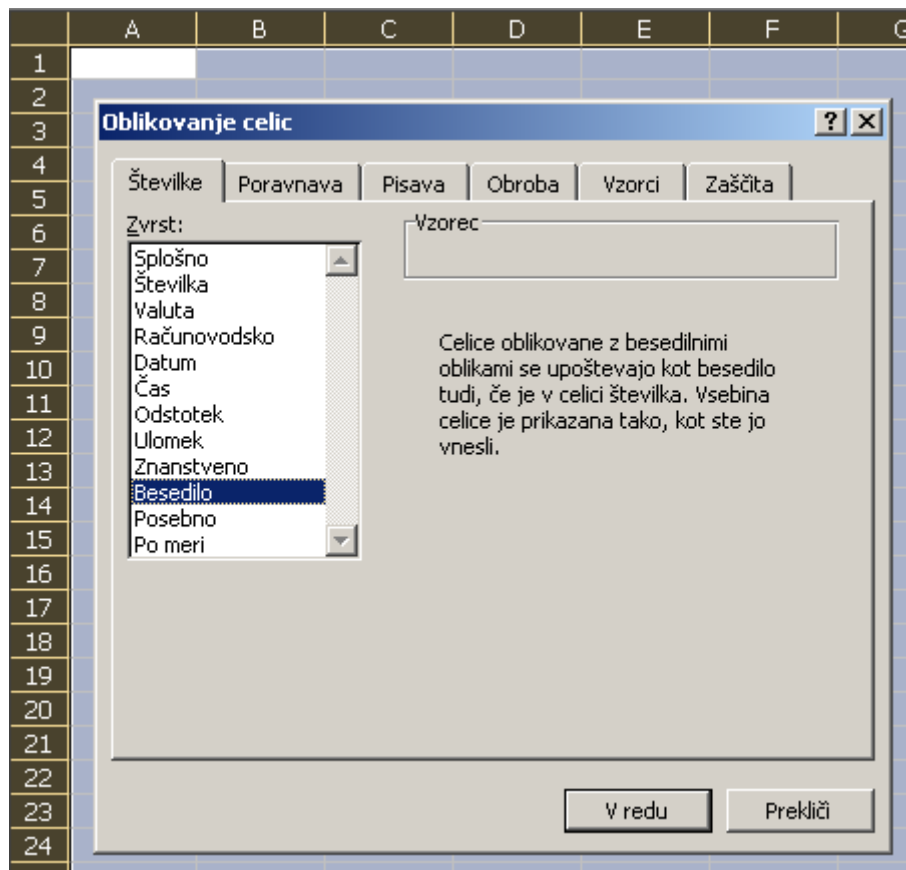 A B C D E F G
1
2
3
4
5
6
7
8
9
10
11
12
13
14
15
16
17
18
19
20
21
22
23
24
Oblikovanje celic
Številke Poravnava Pisava Obroba Vzorci Zaščita
Zvrst:
Splošno
Številka
Valuta
Računovodsko
Datum
Čas
Odstotek
Ulomek
Znanstveno
Besedilo
Posebno
Po meri
Vzorec
Celice oblikovane z besedilnimi
oblikami se upoštevajo kot besedilo
tudi, če je v celici številka. Vsebina
celice je prikazana tako, kot ste jo
vnesli.
V redu Prekliči